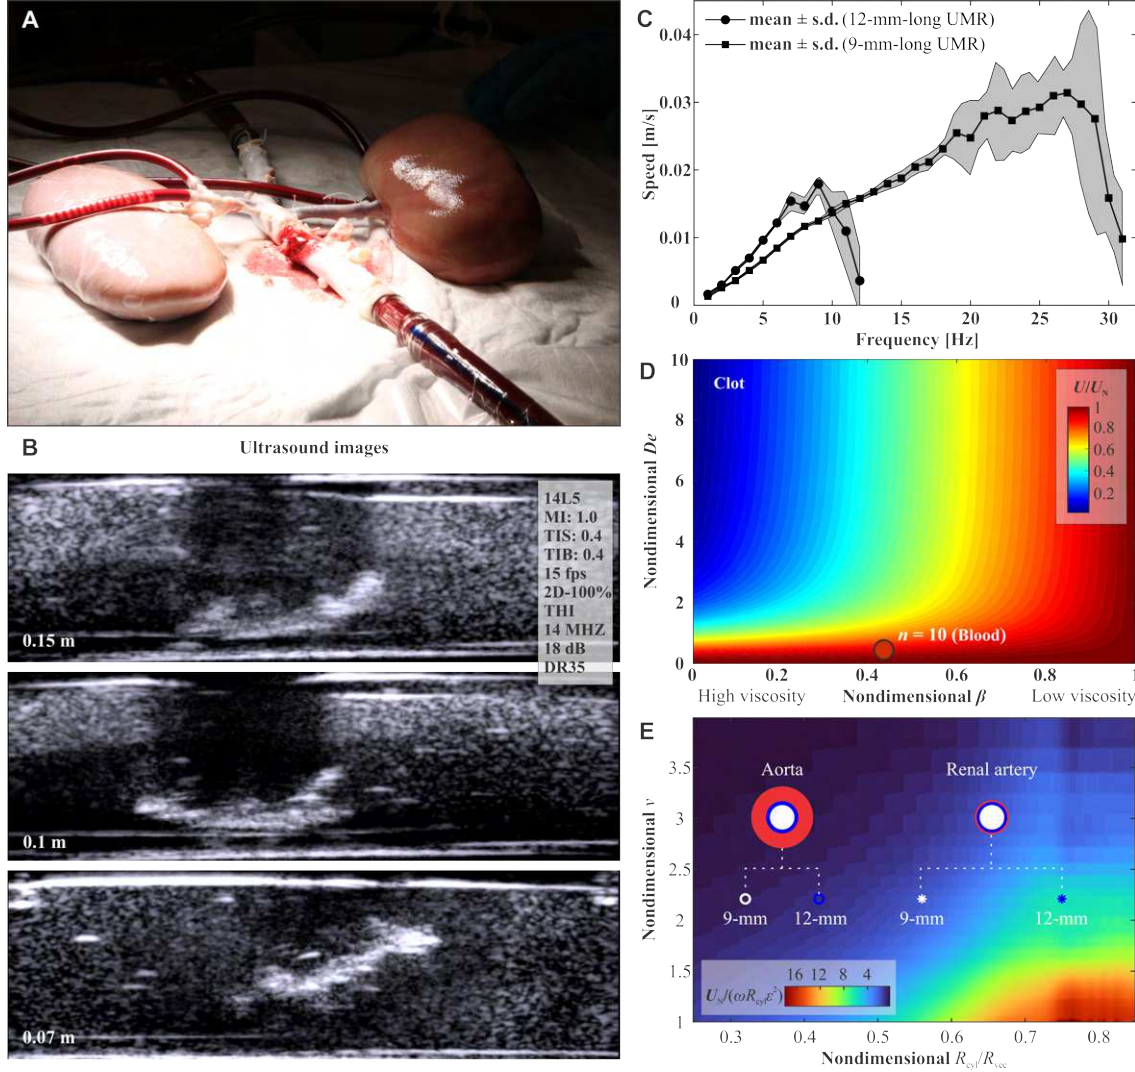 A
B
Ultrasound images
14L5
MI: 1.0
TIS: 0.4
TIB: 0.4
15 fps
2D-100%
THI
14 MHZ
18 dB
DR35
0.15 m
0.1 m
0.07 m
C
mean ± s.d. (12-mm-long UMR)
mean ± s.d. (9-mm-long UMR)
Speed [m/s]
0.04
0.03
0.02
0.01
0
0 5 10 15 20 25 30
Frequency [Hz]
D
Clot
U/U_N
1
0.8
0.6
0.4
0.2
Nondimensional De
10
8
6
4
2
0
n = 10 (Blood)
0 0.2 0.4 0.6 0.8 1
High viscosity Nondimensional β Low viscosity
E
Nondimensional ν
3.5
3
2.5
2
1.5
1
Aorta Renal artery
9-mm 12-mm 9-mm 12-mm
16 12 8 4
U_N/(ωR_cylε²)
0.3 0.4 0.5 0.6 0.7 0.8
Nondimensional R_cyl/R_vec